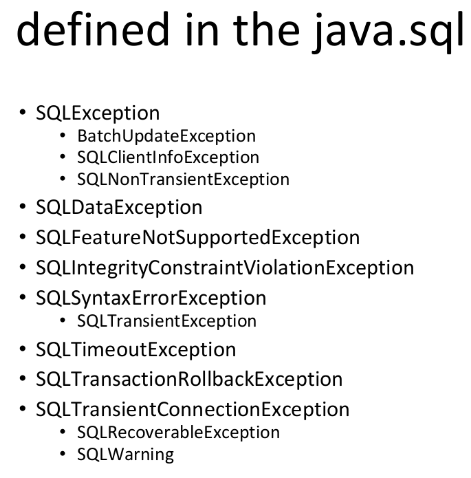 defined in the java.sql
• SQLException
• BatchUpdateException
• SQLClientInfoException
• SQLNonTransientException
• SQLDataException
• SQLFeatureNotSupportedException
• SQLIntegrityConstraintViolationException
• SQLSyntaxErrorException
• SQLTransientException
• SQLTimeoutException
• SQLTransactionRollbackException
• SQLTransientConnectionException
• SQLRecoverableException
• SQLWarning